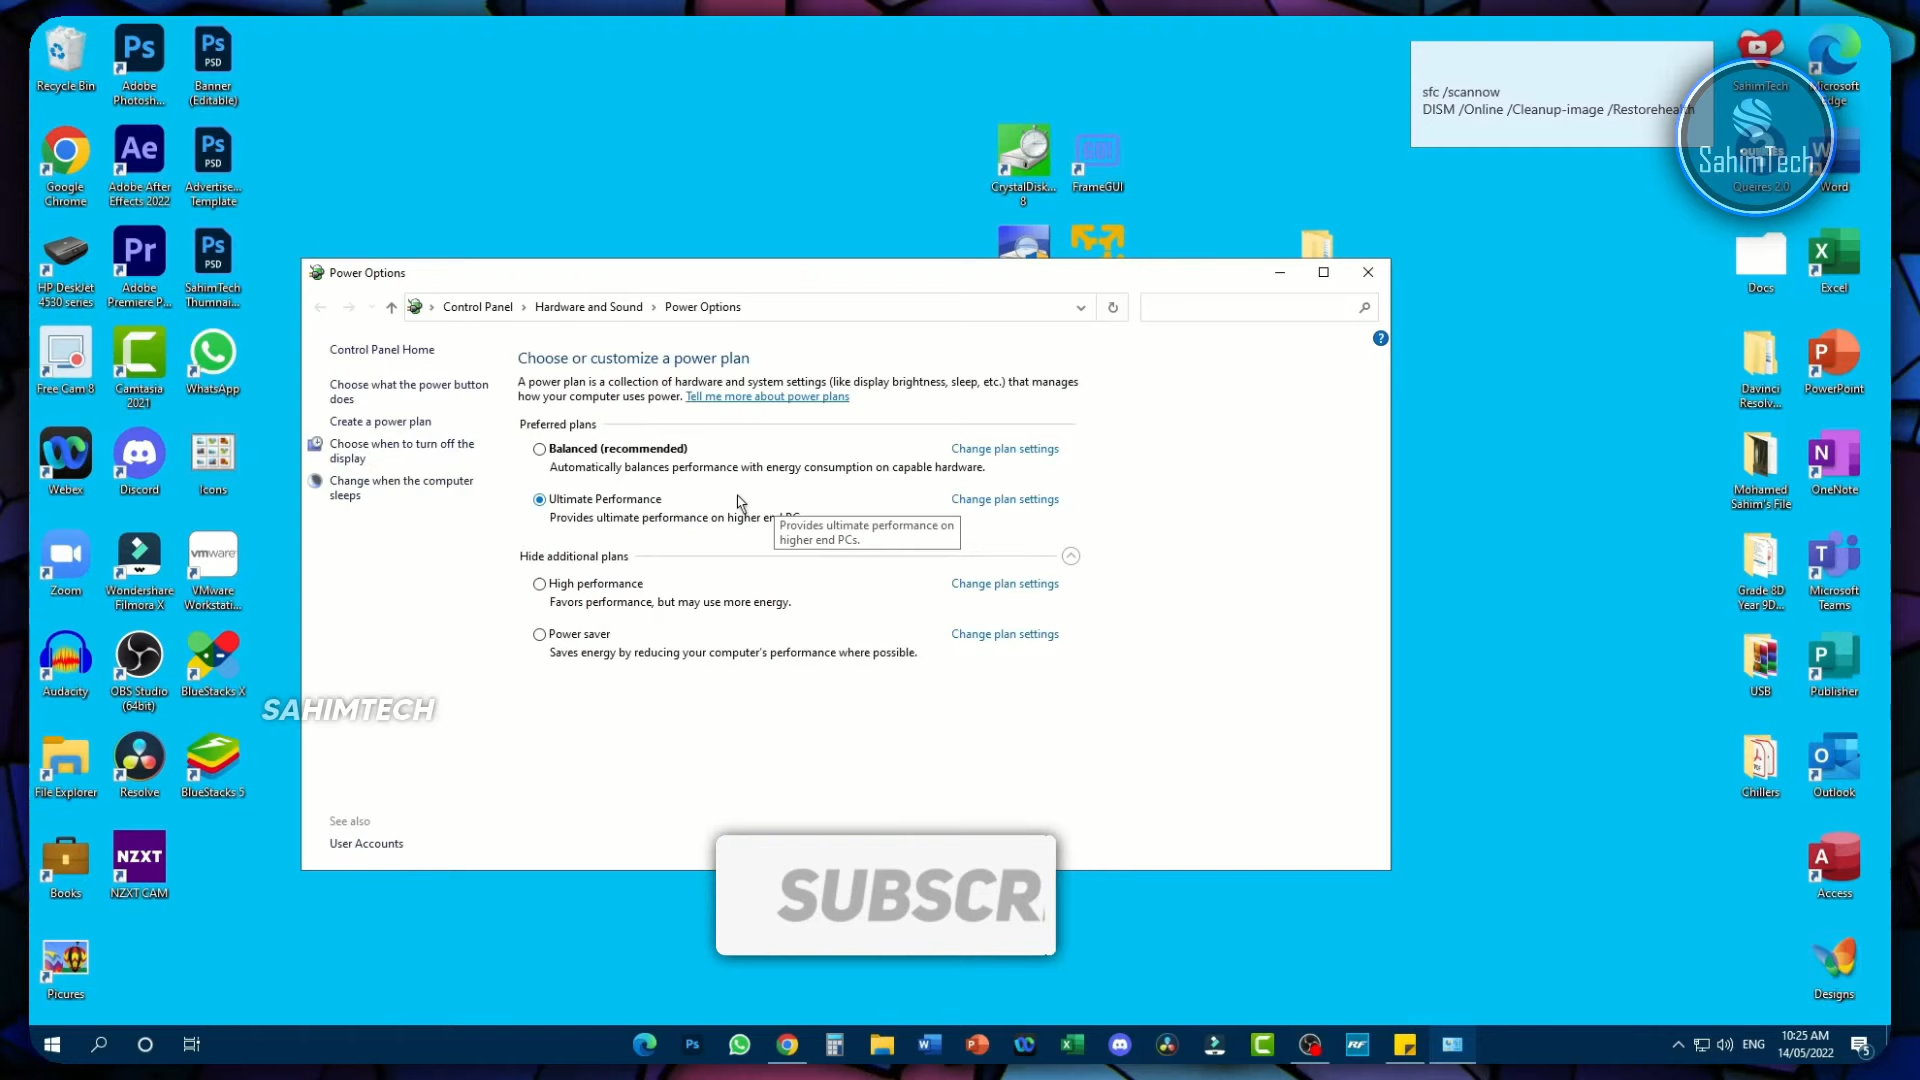 Recycle Bin
Adobe
Photosh...
Banner
(Editable)
Google
Chrome
Adobe After
Effects 2022
Advertise...
Template
HP DeskJet
4530 series
Adobe
Premiere P...
SahimTech
Thumnai...
Free Cam 8
Camtasia
2021
WhatsApp
Webex
Discord
Icons
Zoom
Wondershare
Filmora X
VMware
Workstati...
Audacity
OBS Studio
(64bit)
BlueStacks X
File Explorer
Resolve
BlueStacks 5
Books
NZXT
NZXT CAM
Picures
CrystalDisk...
8
FrameGUI
sfc /scannow
DISM /Online /Cleanup-image /Restorehealth
SahimTech
SahimTech
Microsoft
Edge
Queires 2.0
Word
Docs
Excel
Davinci
Resolv...
PowerPoint
Mohamed
Sahim's File
OneNote
Grade 8D
Year 9D...
Microsoft
Teams
USB
Publisher
Chillers
Outlook
Access
Designs
Power Options
Control Panel > Hardware and Sound > Power Options
Control Panel Home
Choose what the power button
does
Create a power plan
Choose when to turn off the
display
Change when the computer
sleeps
See also
User Accounts
Choose or customize a power plan
A power plan is a collection of hardware and system settings (like display brightness, sleep, etc.) that manages
how your computer uses power. Tell me more about power plans
Preferred plans
Balanced (recommended) Change plan settings
Automatically balances performance with energy consumption on capable hardware.
Ultimate Performance Change plan settings
Provides ultimate performance on higher en
Provides ultimate performance on
higher end PCs.
Hide additional plans
High performance Change plan settings
Favors performance, but may use more energy.
Power saver Change plan settings
Saves energy by reducing your computer's performance where possible.
SAHIMTECH
SUBSCR
ENG
10:25 AM
14/05/2022
5